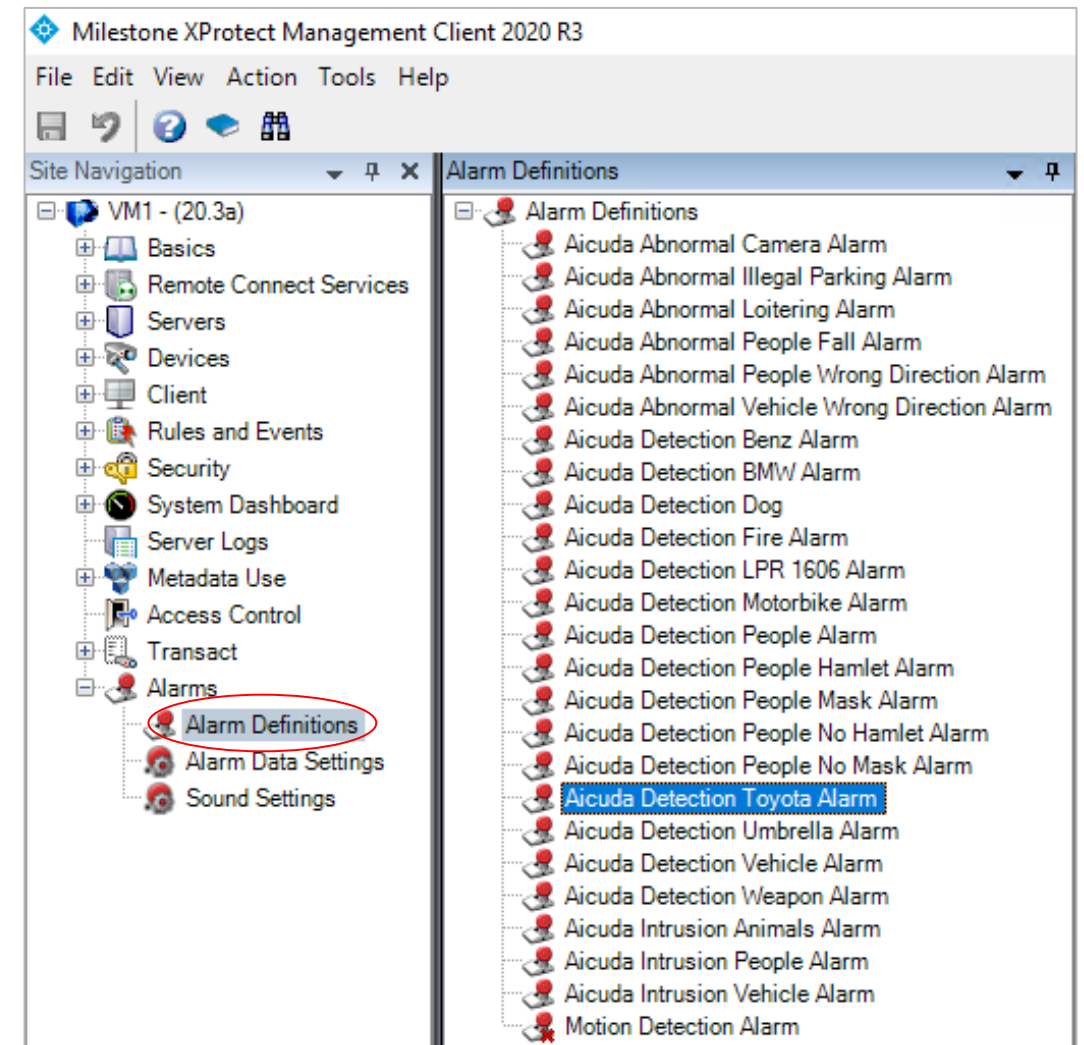 Milestone XProtect Management Client 2020 R3
File Edit View Action Tools Help
Site Navigation
VM1 - (20.3a)
Basics
Remote Connect Services
Servers
Devices
Client
Rules and Events
Security
System Dashboard
Server Logs
Metadata Use
Access Control
Transact
Alarms
Alarm Definitions
Alarm Data Settings
Sound Settings
Alarm Definitions
Alarm Definitions
Aicuda Abnormal Camera Alarm
Aicuda Abnormal Illegal Parking Alarm
Aicuda Abnormal Loitering Alarm
Aicuda Abnormal People Fall Alarm
Aicuda Abnormal People Wrong Direction Alarm
Aicuda Abnormal Vehicle Wrong Direction Alarm
Aicuda Detection Benz Alarm
Aicuda Detection BMW Alarm
Aicuda Detection Dog
Aicuda Detection Fire Alarm
Aicuda Detection LPR 1606 Alarm
Aicuda Detection Motorbike Alarm
Aicuda Detection People Alarm
Aicuda Detection People Hamlet Alarm
Aicuda Detection People Mask Alarm
Aicuda Detection People No Hamlet Alarm
Aicuda Detection People No Mask Alarm
Aicuda Detection Toyota Alarm
Aicuda Detection Umbrella Alarm
Aicuda Detection Vehicle Alarm
Aicuda Detection Weapon Alarm
Aicuda Intrusion Animals Alarm
Aicuda Intrusion People Alarm
Aicuda Intrusion Vehicle Alarm
Motion Detection Alarm